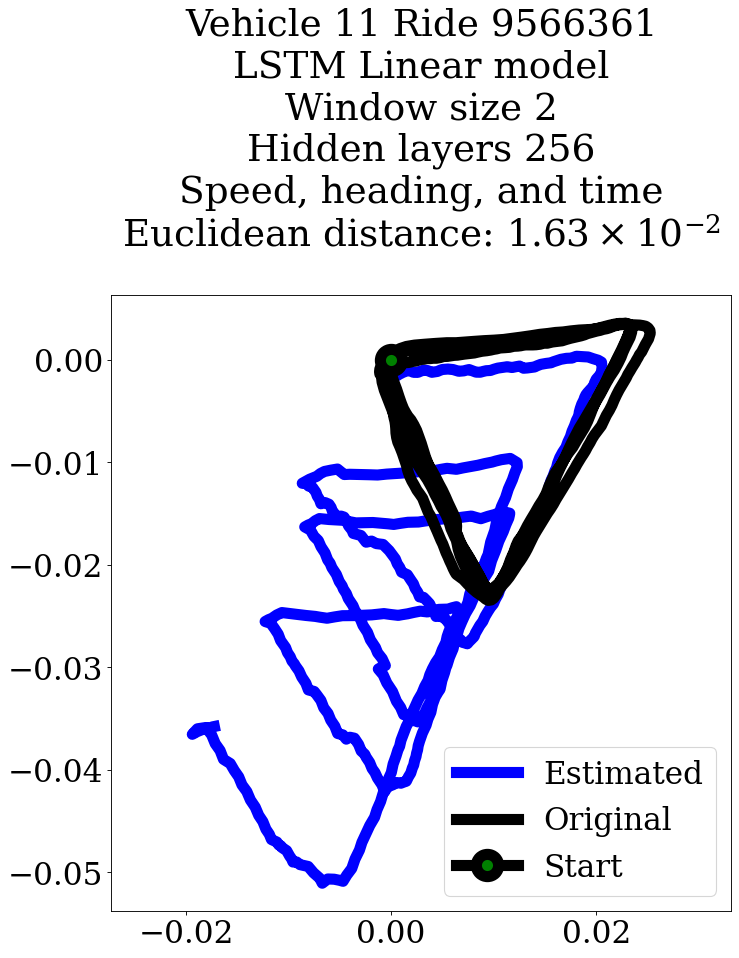 Vehicle 11 Ride 9566361
LSTM Linear model
Window size 2
Hidden layers 256
Speed, heading, and time
Euclidean distance: 1.63 × 10⁻²
0.00
−0.01
−0.02
−0.03
−0.04
−0.05
−0.02
0.00
0.02
Estimated
Original
Start